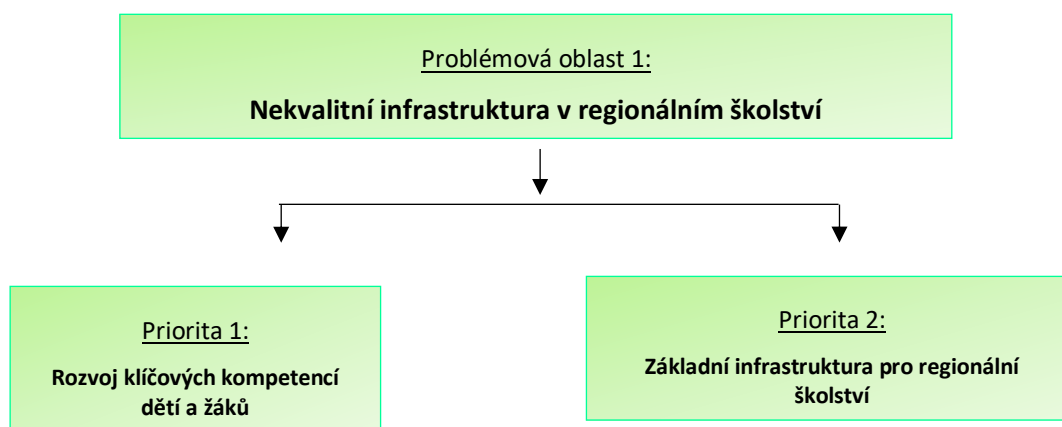 Problémová oblast 1:
Nekvalitní infrastruktura v regionálním školství
Priorita 1:
Rozvoj klíčových kompetencí
dětí a žáků
Priorita 2:
Základní infrastruktura pro regionální
školství